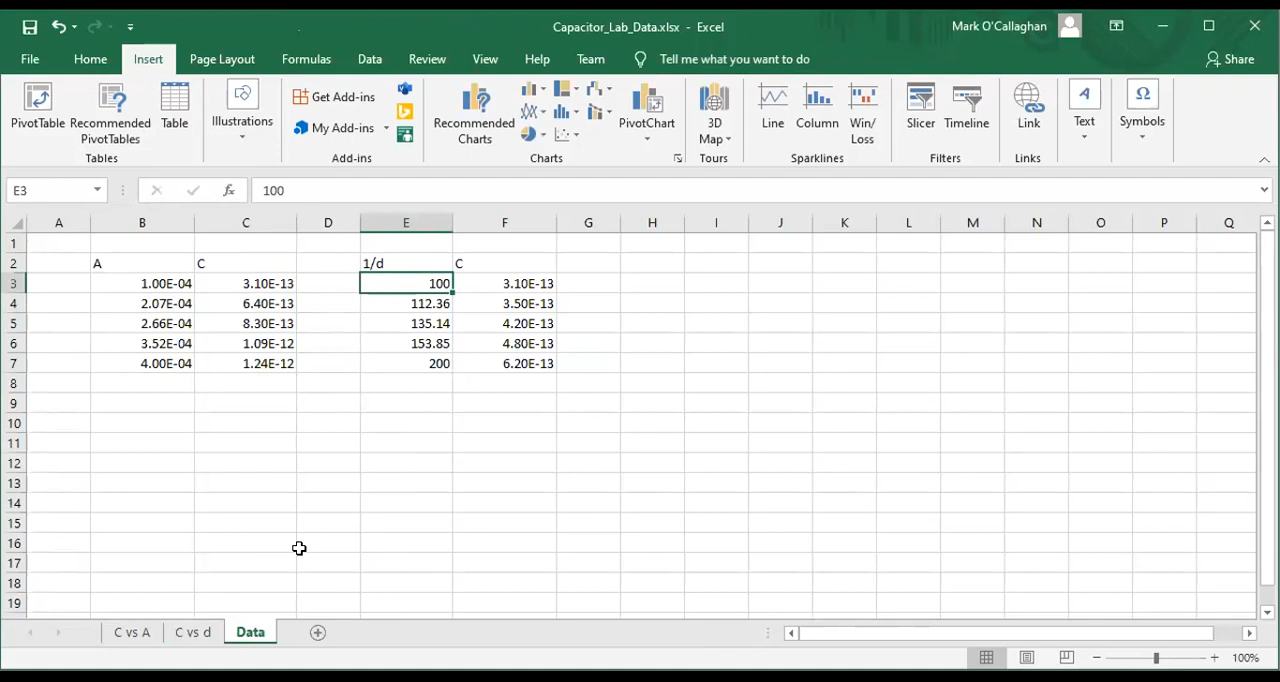 Capacitor_Lab_Data.xlsx - Excel
Mark O'Callaghan
File Home Insert Page Layout Formulas Data Review View Help Team Tell me what you want to do Share
PivotTable Recommended PivotTables Table
Tables
Illustrations
Get Add-ins
My Add-ins
Add-ins
Recommended Charts
PivotChart
Charts
3D Map
Tours
Line Column Win/Loss
Sparklines
Slicer Timeline
Filters
Link
Links
Text
Symbols
E3 fx 100
A B C D E F G H I J K L M N O P Q
1
2 A C 1/d C
3 1.00E-04 3.10E-13 100 3.10E-13
4 2.07E-04 6.40E-13 112.36 3.50E-13
5 2.66E-04 8.30E-13 135.14 4.20E-13
6 3.52E-04 1.09E-12 153.85 4.80E-13
7 4.00E-04 1.24E-12 200 6.20E-13
8
9
10
11
12
13
14
15
16
17
18
19
C vs A C vs d Data
100%